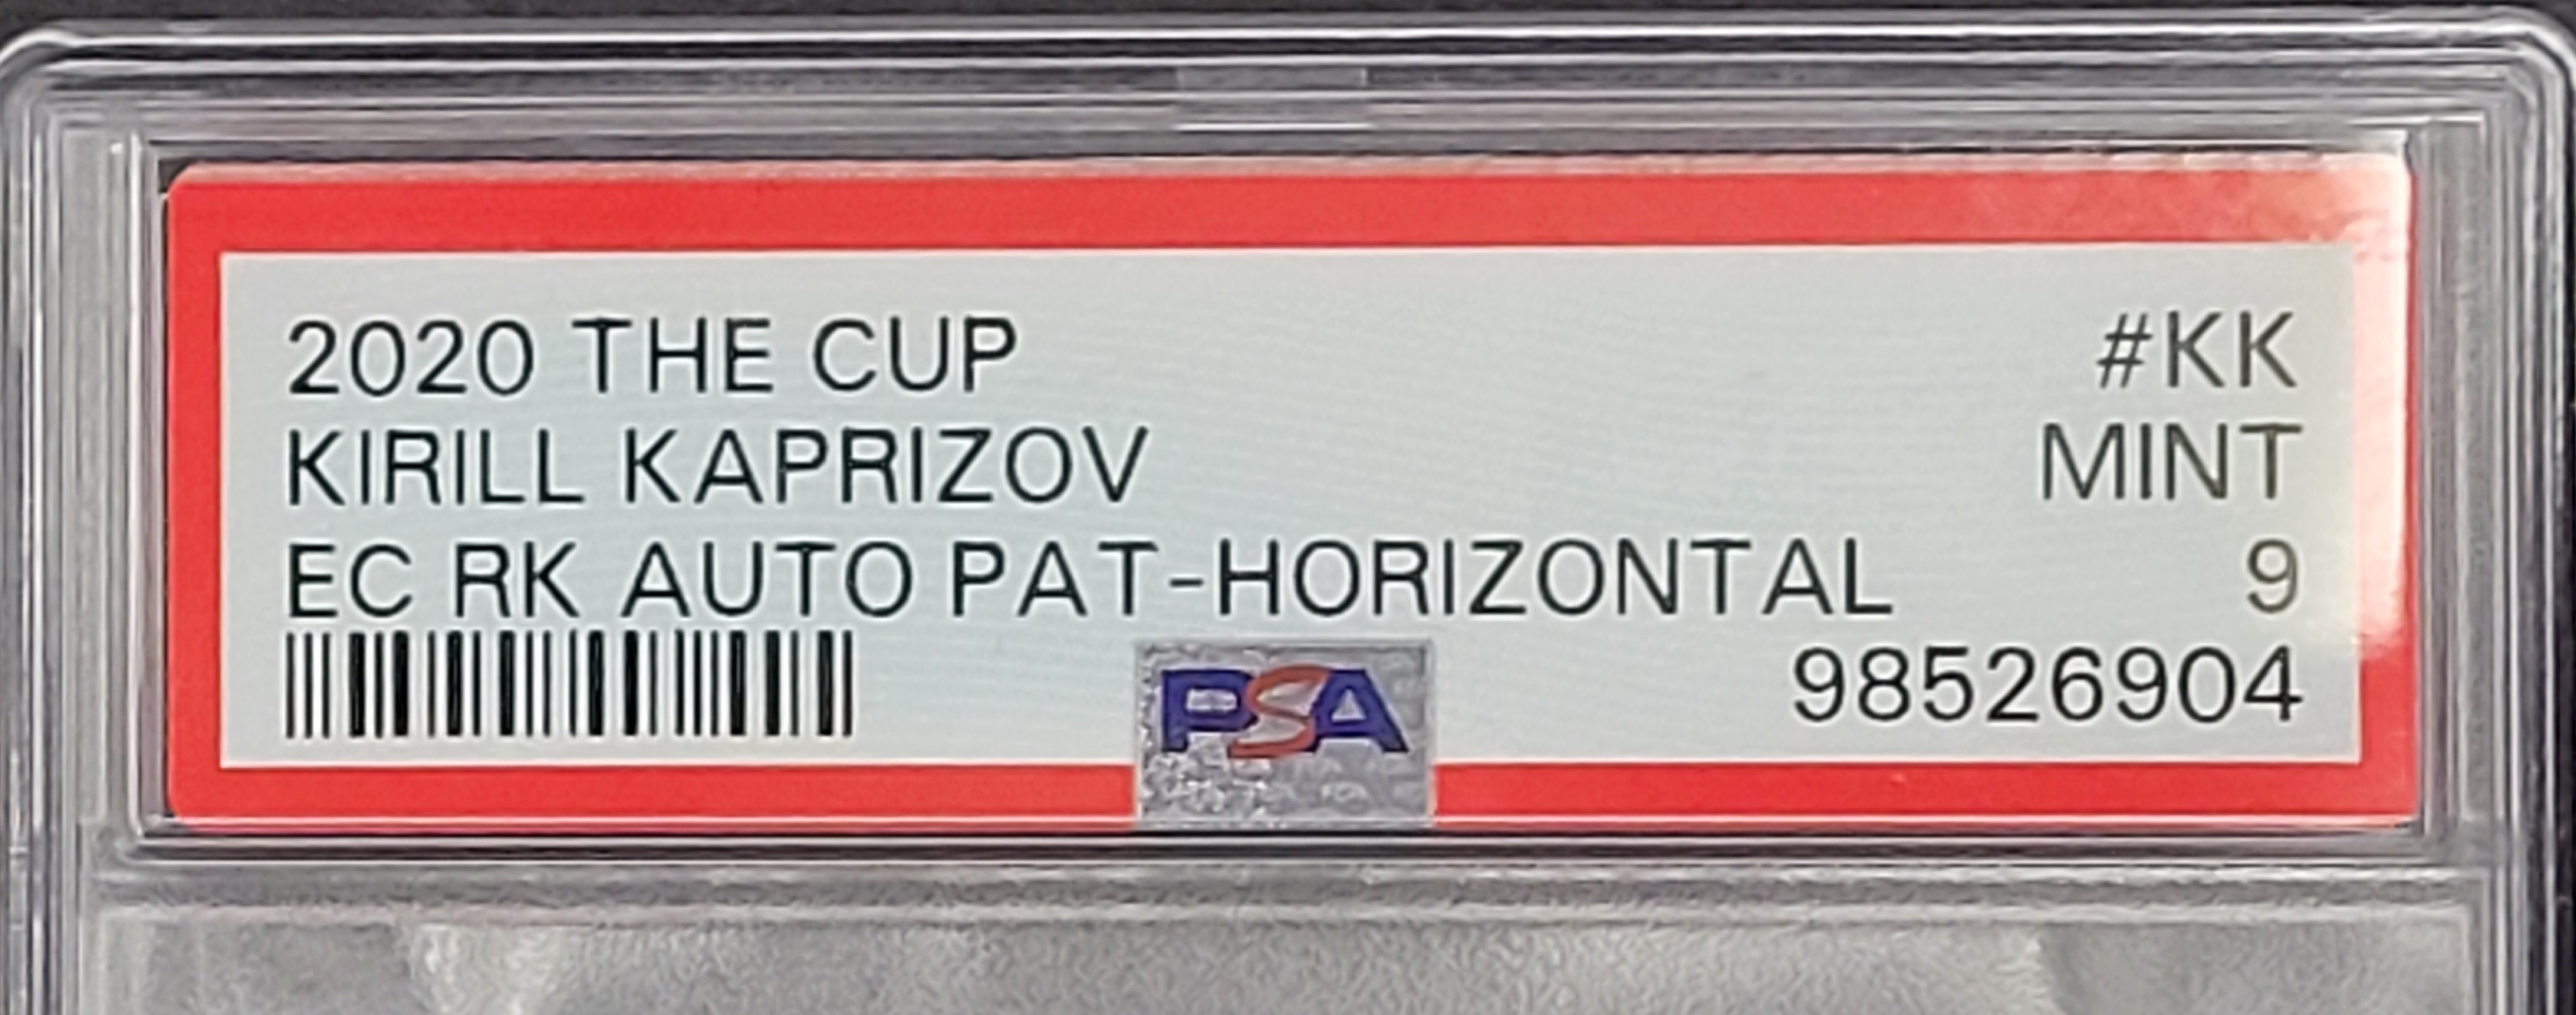 2020 THE CUP #KK
KIRILL KAPRIZOV MINT
EC RK AUTO PAT-HORIZONTAL 9
PSA 98526904